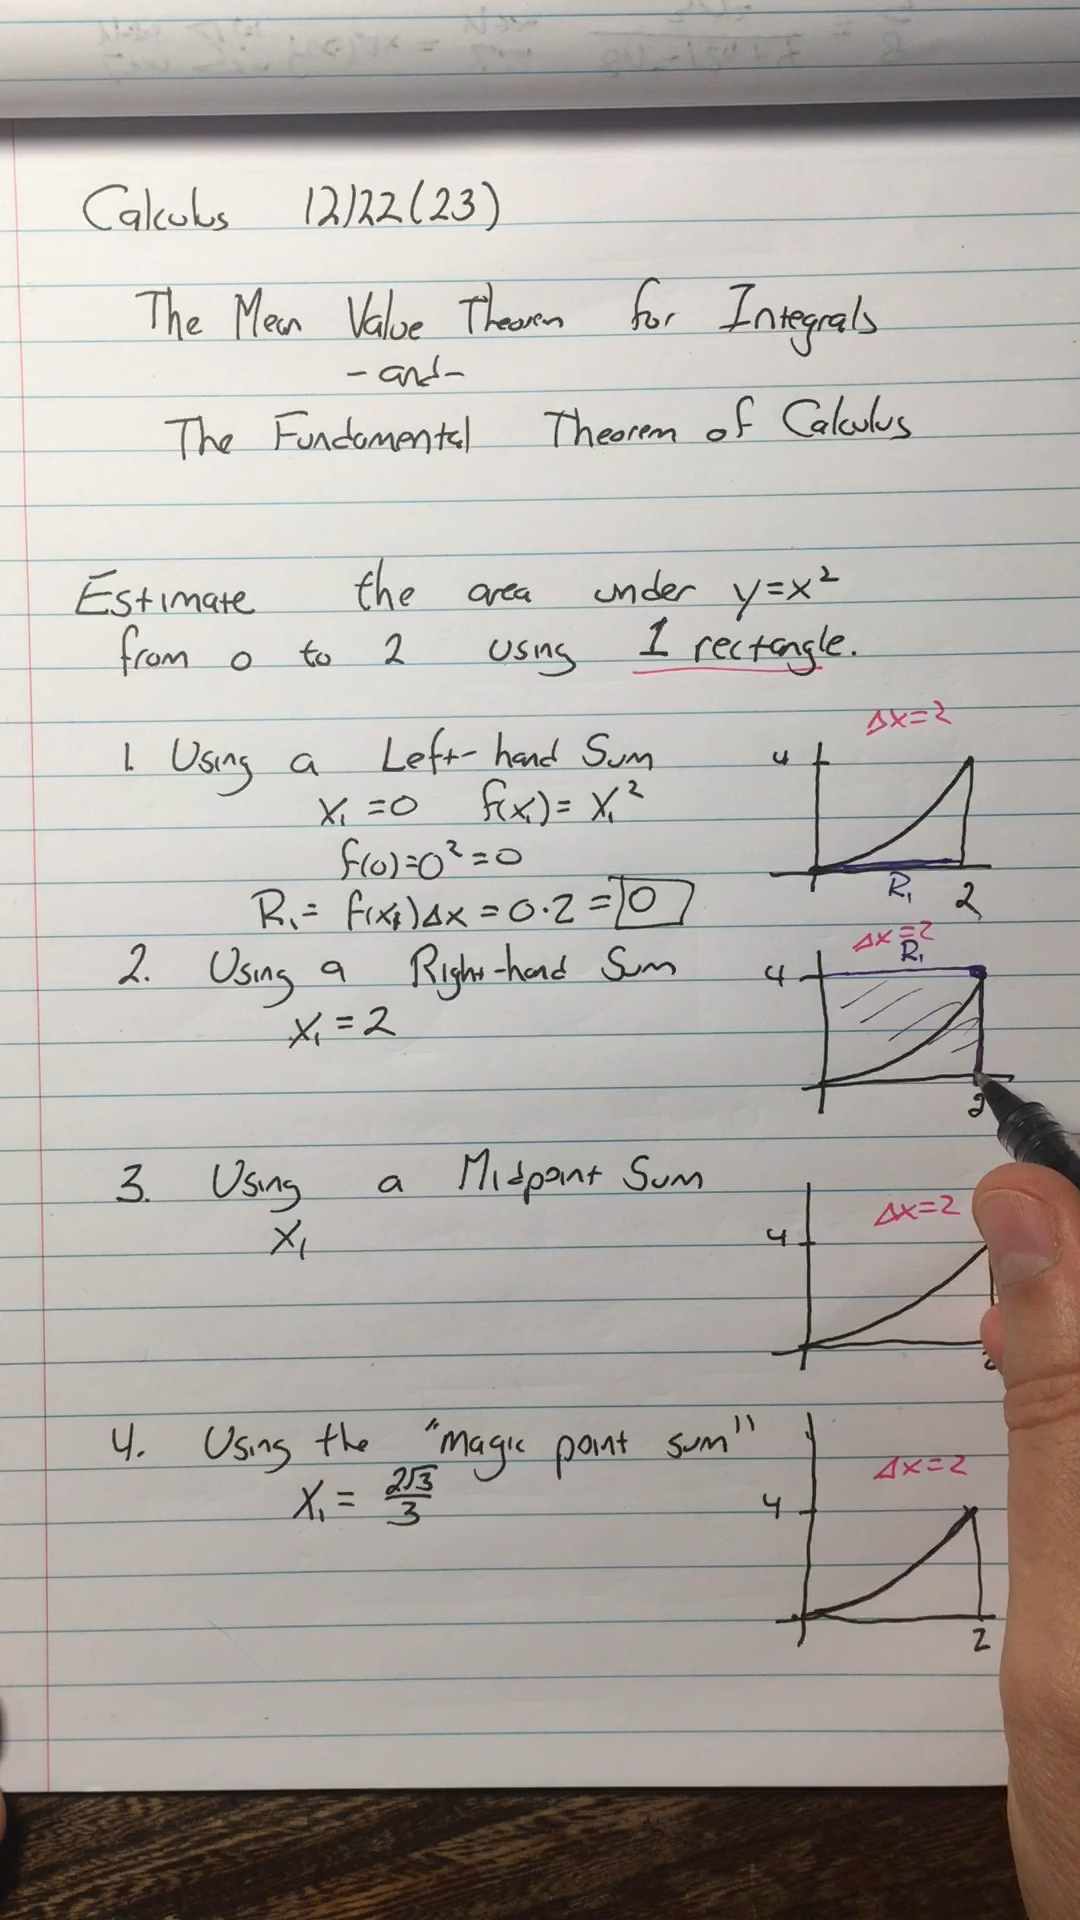 Calculus 12/22(23)
The Mean Value Theorem for Integrals
-and-
The Fundamental Theorem of Calculus
Estimate the area under y=x²
from 0 to 2 using 1 rectangle.
1. Using a Left-hand Sum
x₁=0 f(x₁)=x₁²
f(0)=0²=0
R₁= f(x₁)Δx=0·2=0
Δx=2
4
R₁ 2
2. Using a Right-hand Sum
x₁=2
Δx=2
R₁
4
2
3. Using a Midpoint Sum
x₁
Δx=2
4
4. Using the "magic point sum"
x₁= 2√3/3
Δx=2
4
2